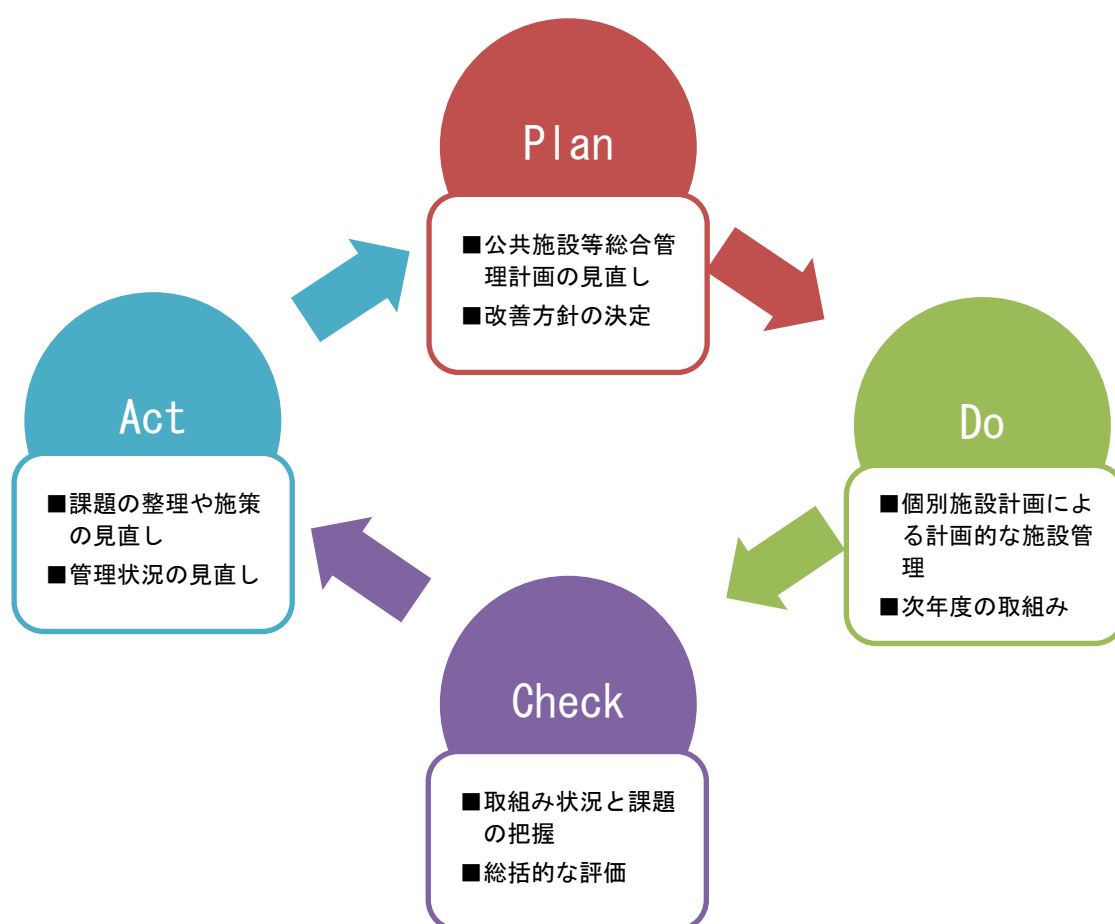 Plan
■公共施設等総合管
理計画の見直し
■改善方針の決定
Do
■個別施設計画によ
る計画的な施設管
理
■次年度の取組み
Check
■取組み状況と課題
の把握
■総括的な評価
Act
■課題の整理や施策
の見直し
■管理状況の見直し